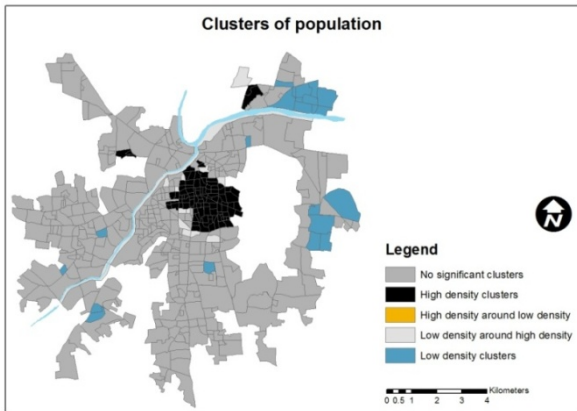 Clusters of population
N
Legend
No significant clusters
High density clusters
High density around low density
Low density around high density
Low density clusters
Kilometers
0 0.5 1 2 3 4